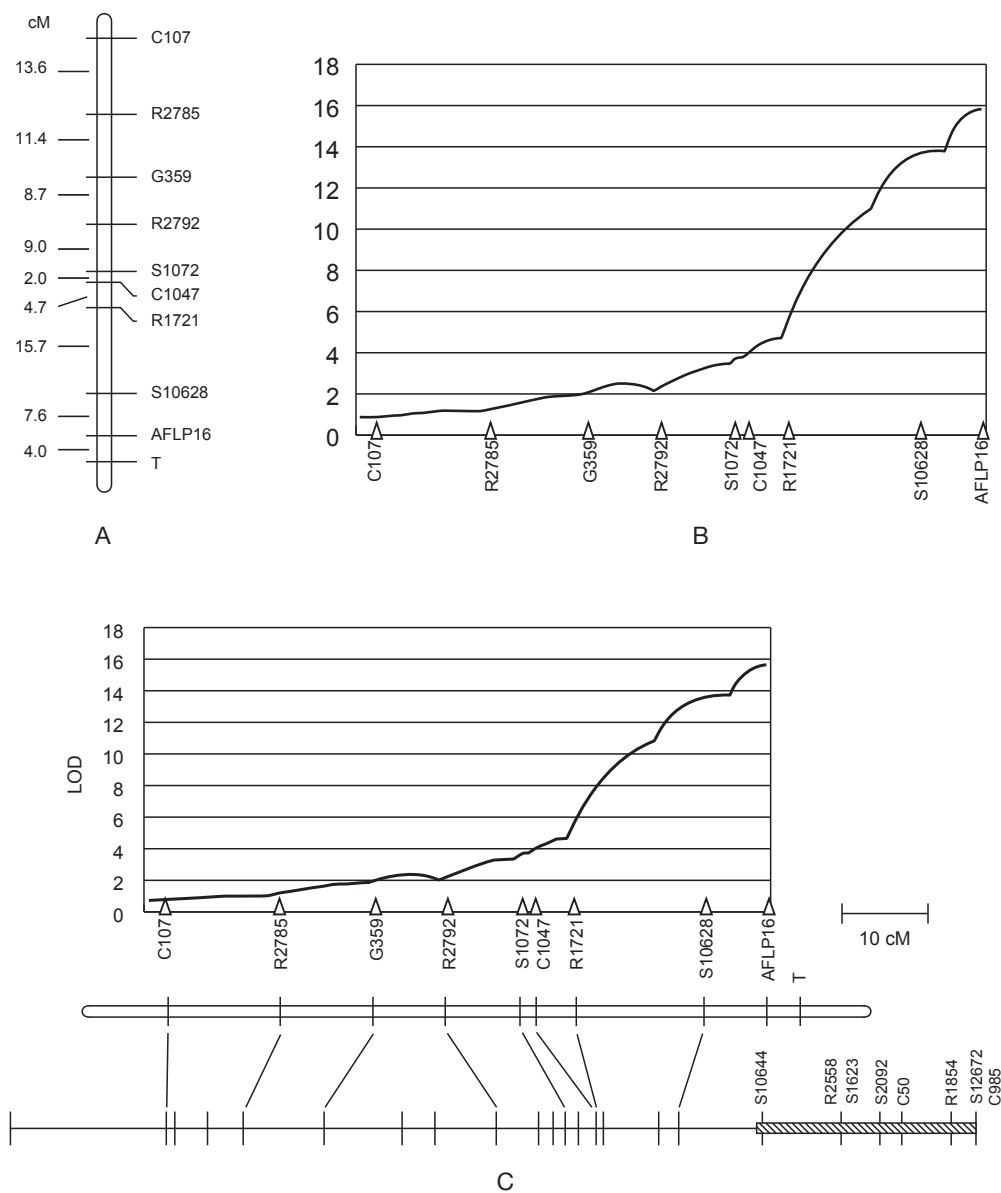 cM
C107
13.6
R2785
11.4
G359
8.7
R2792
9.0
S1072
2.0
C1047
4.7
R1721
15.7
S10628
7.6
AFLP16
4.0
T
A
18
16
14
12
10
8
6
4
2
0
C107
R2785
G359
R2792
S1072
C1047
R1721
S10628
AFLP16
B
LOD
18
16
14
12
10
8
6
4
2
0
C107
R2785
G359
R2792
S1072
C1047
R1721
S10628
AFLP16
T
10 cM
S10644
R2558
S1623
S2092
C50
R1854
S12672
C985
C